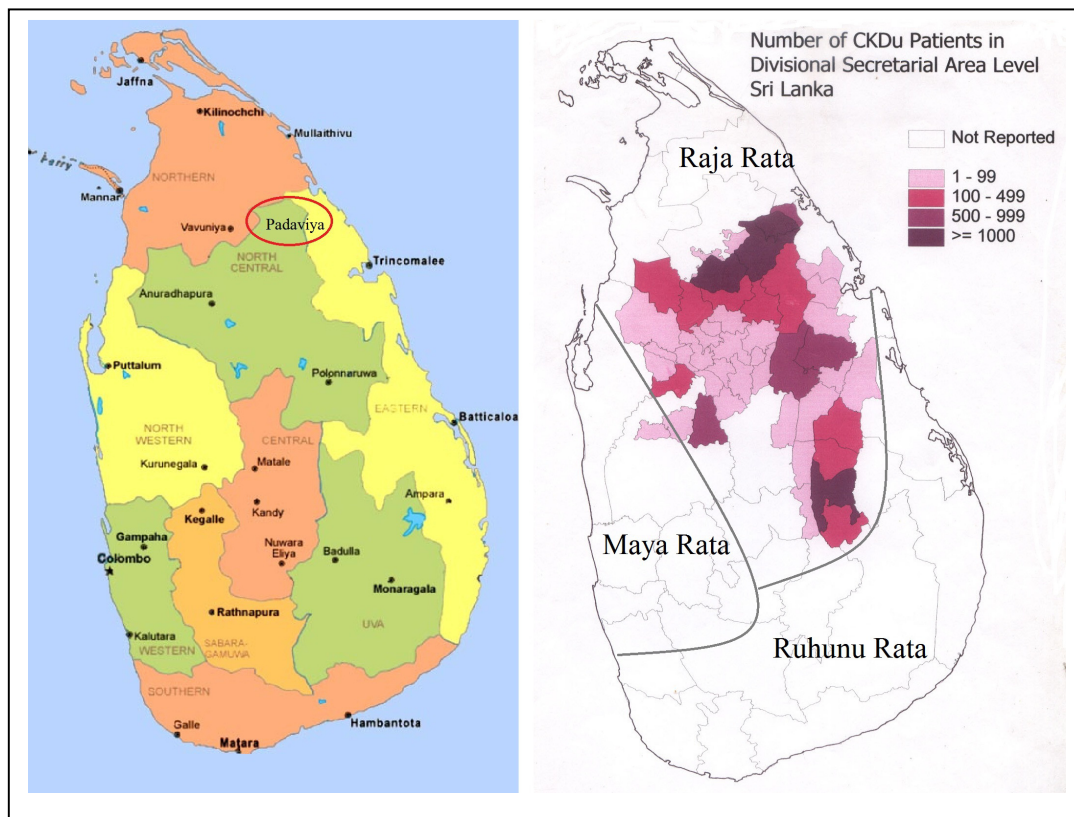 Jaffna
Kilinochchi
Mullaithivu
ferry
NORTHERN
Mannar
Vavuniya
Padaviya
NORTH
CENTRAL
Trincomalee
Anuradhapura
Puttalum
Polonnaruwa
EASTERN
Batticaloa
NORTH
WESTERN
CENTRAL
Kurunegala
Matale
Ampara
Kandy
Kegalle
Gampaha
Nuwara
Eliya
Badulla
Colombo
Monaragala
Rathnapura
UVA
Kalutara
WESTERN
SABARA-
GAMUWA
SOUTHERN
Galle
Matara
Hambantota
Number of CKDu Patients in
Divisional Secretarial Area Level
Sri Lanka
Not Reported
1 - 99
100 - 499
500 - 999
>= 1000
Raja Rata
Maya Rata
Ruhunu Rata